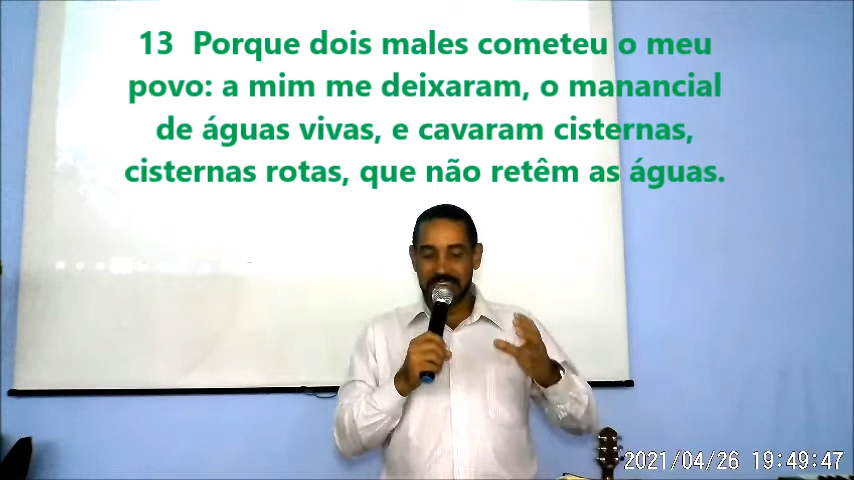 13 Porque dois males cometeu o meu
povo: a mim me deixaram, o manancial
de águas vivas, e cavaram cisternas,
cisternas rotas, que não retêm as águas.
2021/04/26 19:49:47